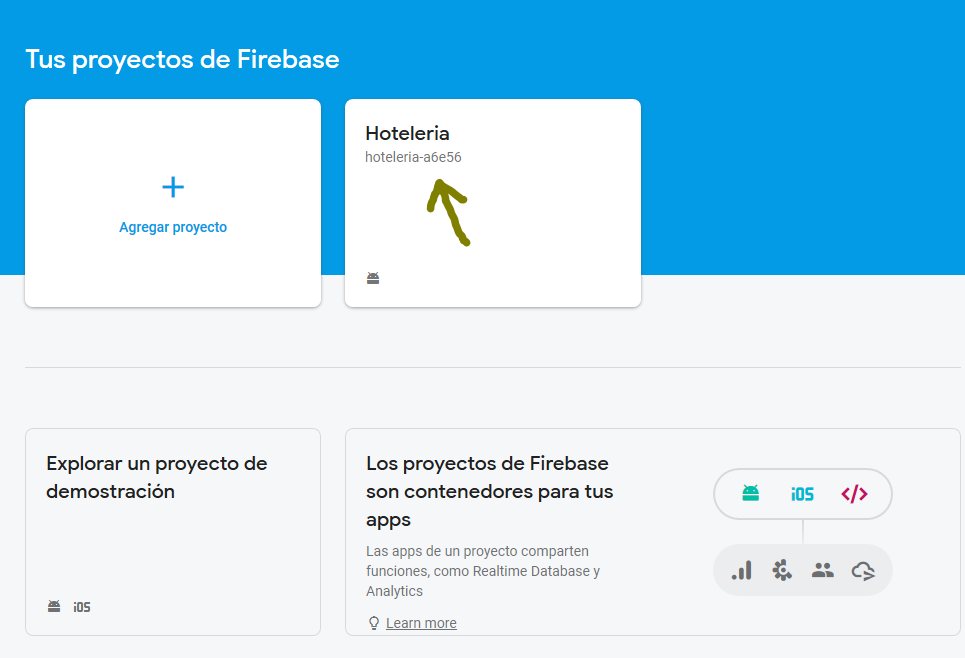 Tus proyectos de Firebase
Agregar proyecto
Hoteleria
hoteleria-a6e56
Explorar un proyecto de
demostración
iOS
Los proyectos de Firebase
son contenedores para tus
apps
Las apps de un proyecto comparten
funciones, como Realtime Database y
Analytics
Learn more
iOS